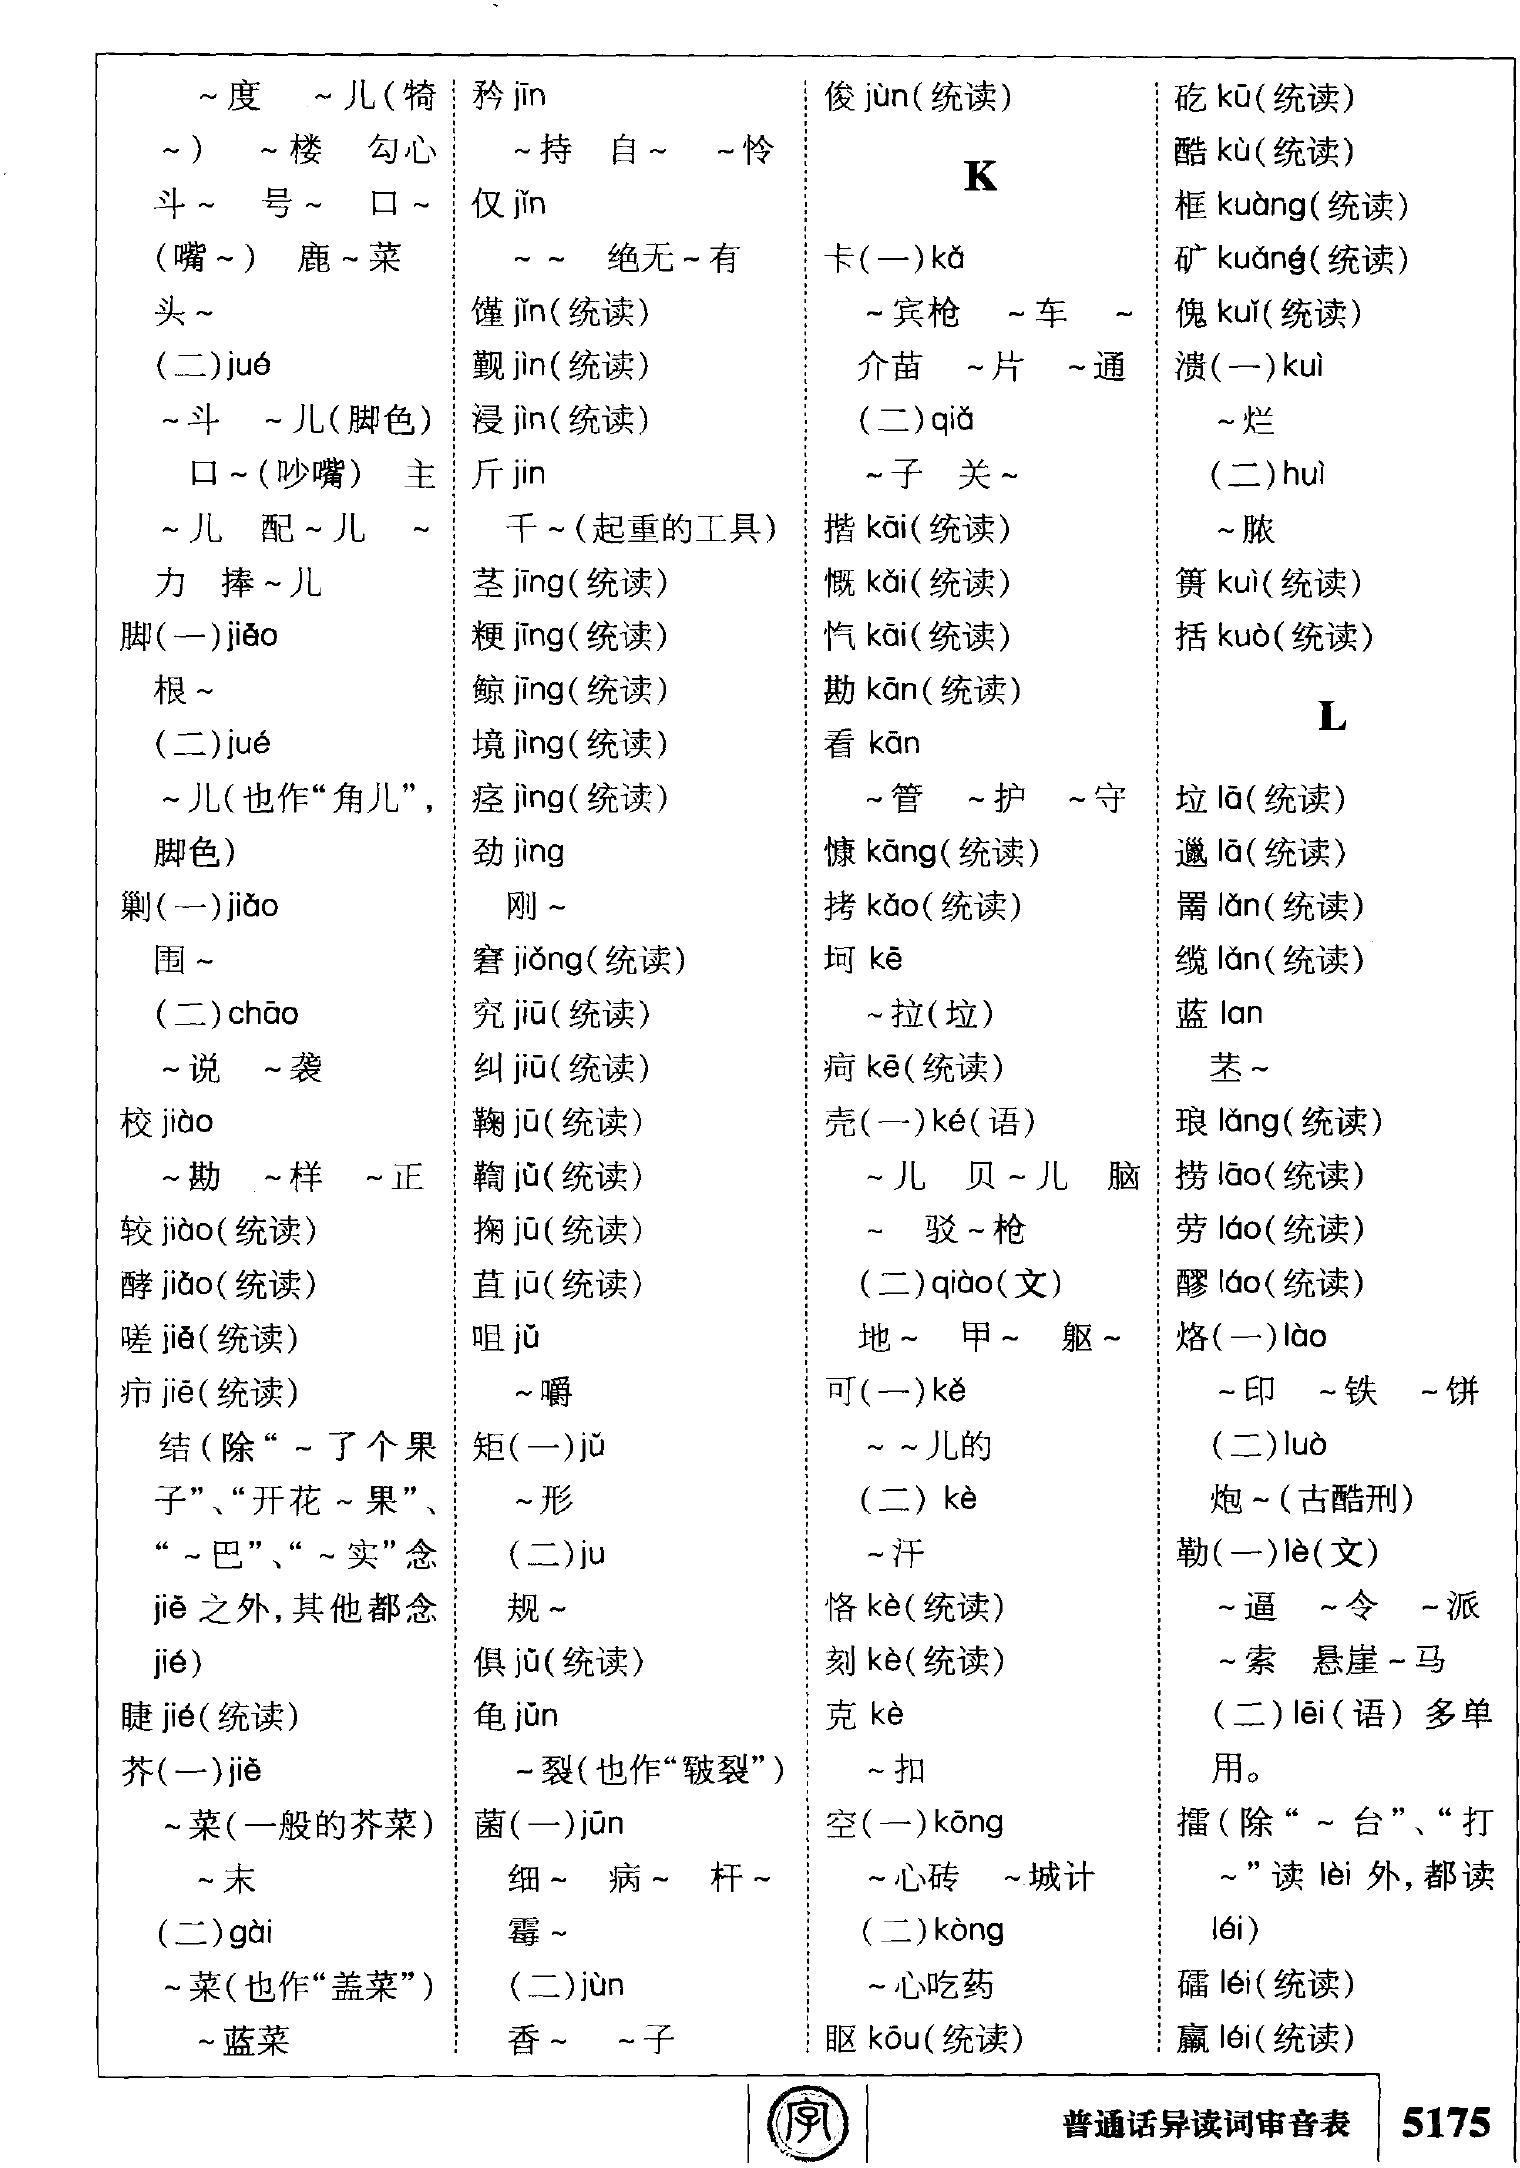 ～度　～儿(犄
～)　～楼　勾心
斗～　号～　口～
(嘴～)　鹿～菜
头～
(二)jué
～斗　～儿(脚色)
口～(吵嘴)　主
～儿　配～儿　～
力　捧～儿
脚(一)jiǎo
根～
(二)jué
～儿(也作“角儿”，
脚色)
剿(一)jiǎo
围～
(二)chāo
～说　～袭
校 jiào
～勘　～样　～正
较 jiào(统读)
酵 jiào(统读)
嗟 jiē(统读)
疖 jiē(统读)
结(除“～了个果
子”、“开花～果”、
“～巴”、“～实”念
jiē 之外，其他都念
jié)
睫 jié(统读)
芥(一)jiè
～菜(一般的芥菜)
～末
(二)gài
～菜(也作“盖菜”)
～蓝菜
矜 jīn
～持　自～　～怜
仅 jǐn
～～　绝无～有
馑 jǐn(统读)
觐 jìn(统读)
浸 jìn(统读)
斤 jin
千～(起重的工具)
茎 jīng(统读)
粳 jīng(统读)
鲸 jīng(统读)
境 jìng(统读)
痉 jìng(统读)
劲 jìng
刚～
窘 jiǒng(统读)
究 jiū(统读)
纠 jiū(统读)
鞠 jū(统读)
鞫 jū(统读)
掬 jū(统读)
苴 jū(统读)
咀 jǔ
～嚼
矩(一)jǔ
～形
(二)ju
规～
俱 jù(统读)
龟 jūn
～裂(也作“皲裂”)
菌(一)jūn
细～　病～　杆～
霉～
(二)jùn
香～　～子
俊 jùn(统读)
K
卡(一)kǎ
～宾枪　～车　～
介苗　～片　～通
(二)qiǎ
～子　关～
揩 kāi(统读)
慨 kǎi(统读)
忾 kài(统读)
勘 kān(统读)
看 kān
～管　～护　～守
慷 kāng(统读)
拷 kǎo(统读)
坷 kē
～拉(垃)
疴 kē(统读)
壳(一)ké(语)
～儿　贝～儿　脑
～　驳～枪
(二)qiào(文)
地～　甲～　躯～
可(一)kě
～～儿的
(二) kè
～汗
恪 kè(统读)
刻 kè(统读)
克 kè
～扣
空(一)kōng
～心砖　～城计
(二)kòng
～心吃药
眍 kōu(统读)
矻 kū(统读)
酷 kù(统读)
框 kuàng(统读)
矿 kuàng(统读)
傀 kuǐ(统读)
溃(一)kuì
～烂
(二)huì
～脓
篑 kuì(统读)
括 kuò(统读)
L
垃 lā(统读)
邋 lā(统读)
罱 lǎn(统读)
缆 lǎn(统读)
蓝 lan
苤～
琅 láng(统读)
捞 lāo(统读)
劳 láo(统读)
醪 láo(统读)
烙(一)lào
～印　～铁　～饼
(二)luò
炮～(古酷刑)
勒(一)lè(文)
～逼　～令　～派
～索　悬崖～马
(二)lēi(语)多单
用。
擂(除“～台”、“打
～”读 lèi 外，都读
léi)
礌 léi(统读)
羸 léi(统读)
字
普通话异读词审音表　5175